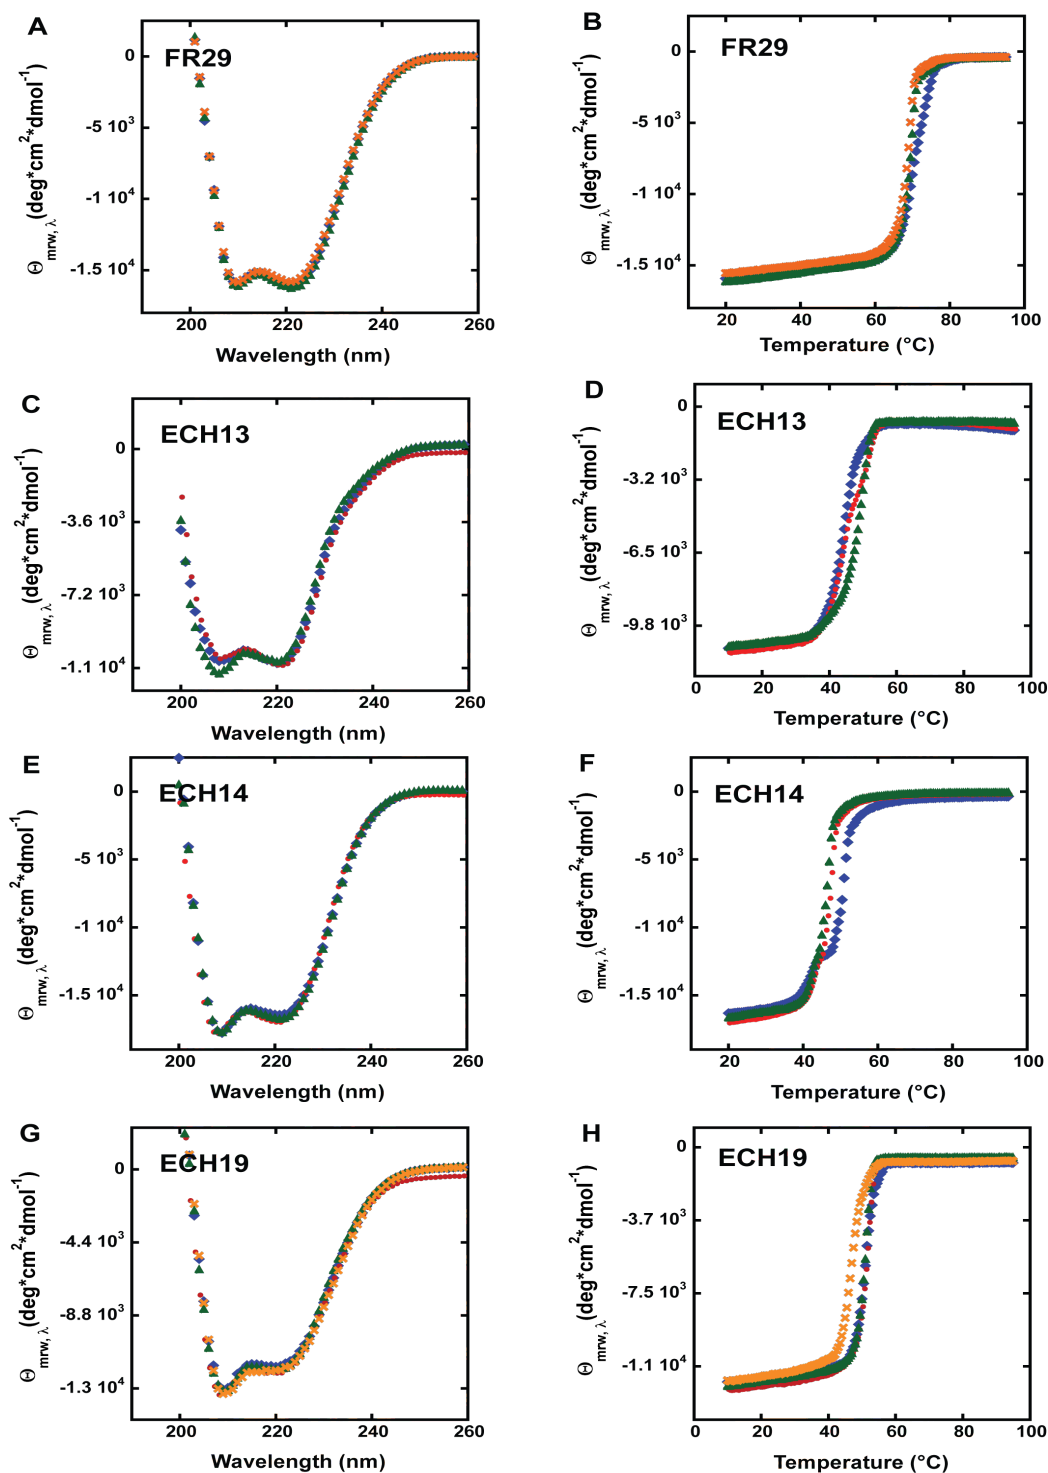 A
FR29
Θmrw, λ(deg*cm²*dmol⁻¹)
0
-5 10³
-1 10⁴
-1.5 10⁴
200 220 240 260
Wavelength (nm)
B
FR29
Θmrw, λ(deg*cm²*dmol⁻¹)
0
-5 10³
-1 10⁴
-1.5 10⁴
20 40 60 80 100
Temperature (°C)
C
ECH13
Θmrw, λ(deg*cm²*dmol⁻¹)
0
-3.6 10³
-7.2 10³
-1.1 10⁴
200 220 240 260
Wavelength (nm)
D
ECH13
Θmrw, λ(deg*cm²*dmol⁻¹)
0
-3.2 10³
-6.5 10³
-9.8 10³
0 20 40 60 80 100
Temperature (°C)
E
ECH14
Θmrw, λ(deg*cm²*dmol⁻¹)
0
-5 10³
-1 10⁴
-1.5 10⁴
200 220 240 260
Wavelength (nm)
F
ECH14
Θmrw, λ(deg*cm²*dmol⁻¹)
0
-5 10³
-1 10⁴
-1.5 10⁴
20 40 60 80 100
Temperature (°C)
G
ECH19
Θmrw, λ(deg*cm²*dmol⁻¹)
0
-4.4 10³
-8.8 10³
-1.3 10⁴
200 220 240 260
Wavelength (nm)
H
ECH19
Θmrw, λ(deg*cm²*dmol⁻¹)
0
-3.7 10³
-7.5 10³
-1.1 10⁴
0 20 40 60 80 100
Temperature (°C)